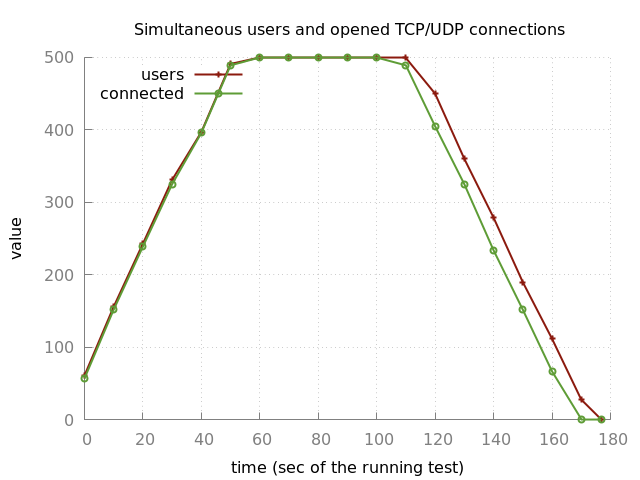 Simultaneous users and opened TCP/UDP connections
users
connected
value
500
400
300
200
100
0
0 20 40 60 80 100 120 140 160 180
time (sec of the running test)